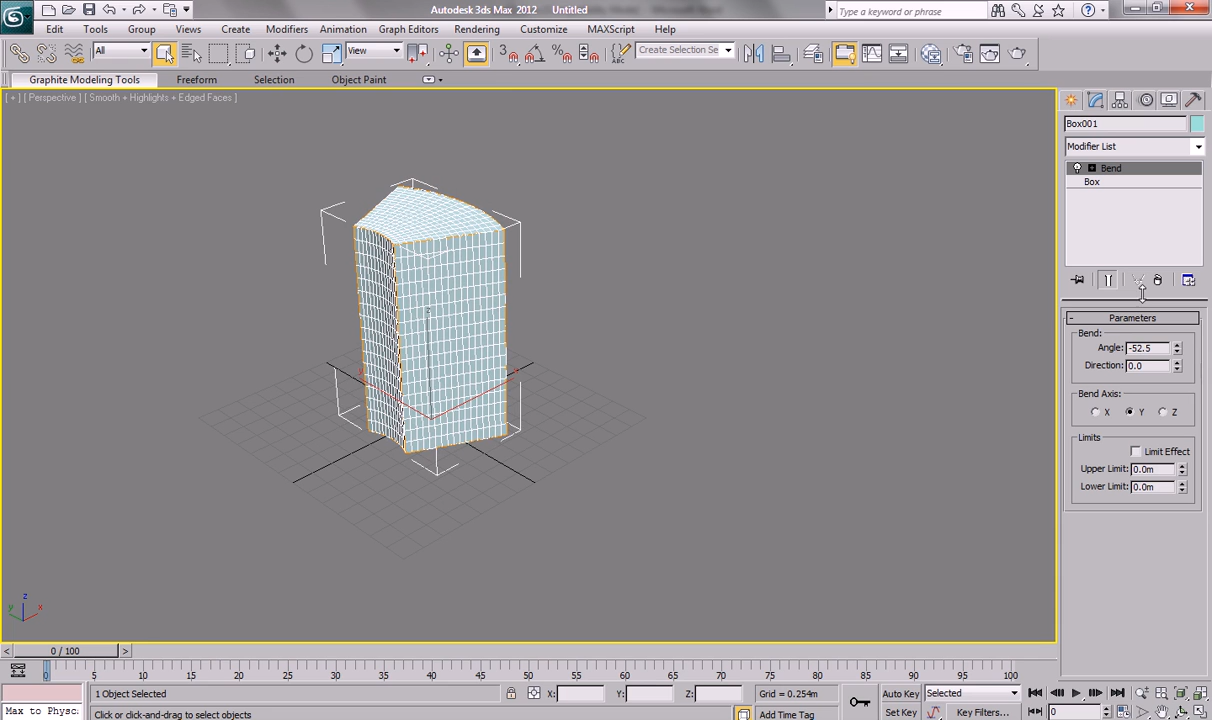 Autodesk 3ds Max 2012 Untitled
Type a keyword or phrase
Edit Tools Group Views Create Modifiers Animation Graph Editors Rendering Customize MAXScript Help
All View 3 Create Selection Se
Graphite Modeling Tools Freeform Selection Object Paint
[ + ] [ Perspective ] [ Smooth + Highlights + Edged Faces ]
Box001
Modifier List
Bend
Box
- Parameters
Bend:
Angle: -52.5
Direction: 0.0
Bend Axis:
X Y Z
Limits
Limit Effect
Upper Limit: 0.0m
Lower Limit: 0.0m
z
z
y x
< 0 / 100 >
0 5 10 15 20 25 30 35 40 45 50 55 60 65 70 75 80 85 90 95 100
1 Object Selected X: Y: Z: Grid = 0.254m Auto Key Selected
Max to Physc Click or click-and-drag to select objects Add Time Tag Set Key Key Filters... 0